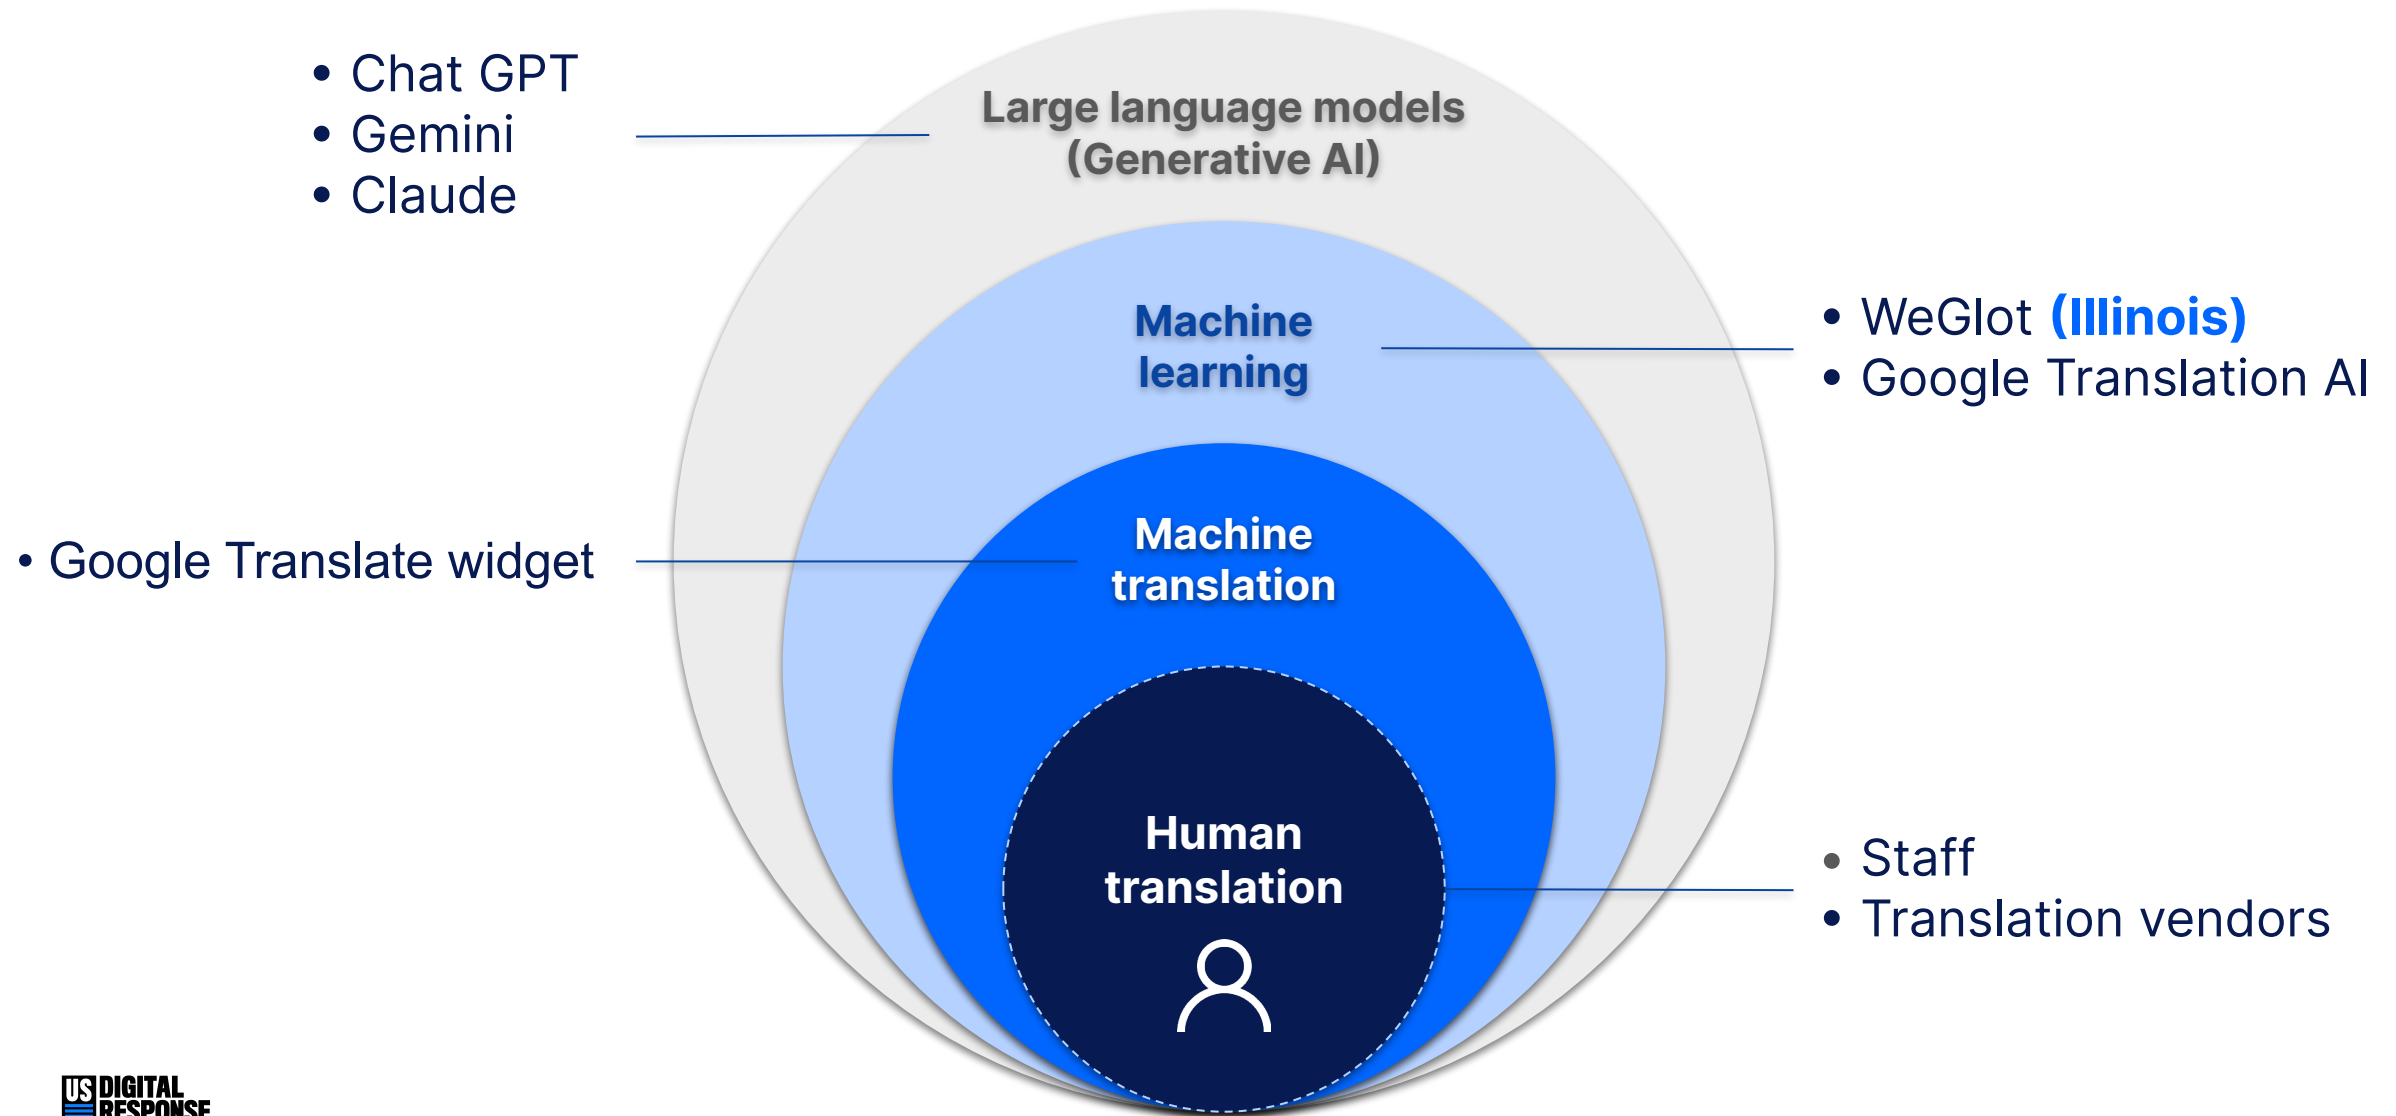 • Chat GPT
• Gemini
• Claude
Large language models
(Generative AI)
Machine
learning
• WeGlot (Illinois)
• Google Translation AI
• Google Translate widget
Machine
translation
Human
translation
• Staff
• Translation vendors
US DIGITAL
RESPONSE